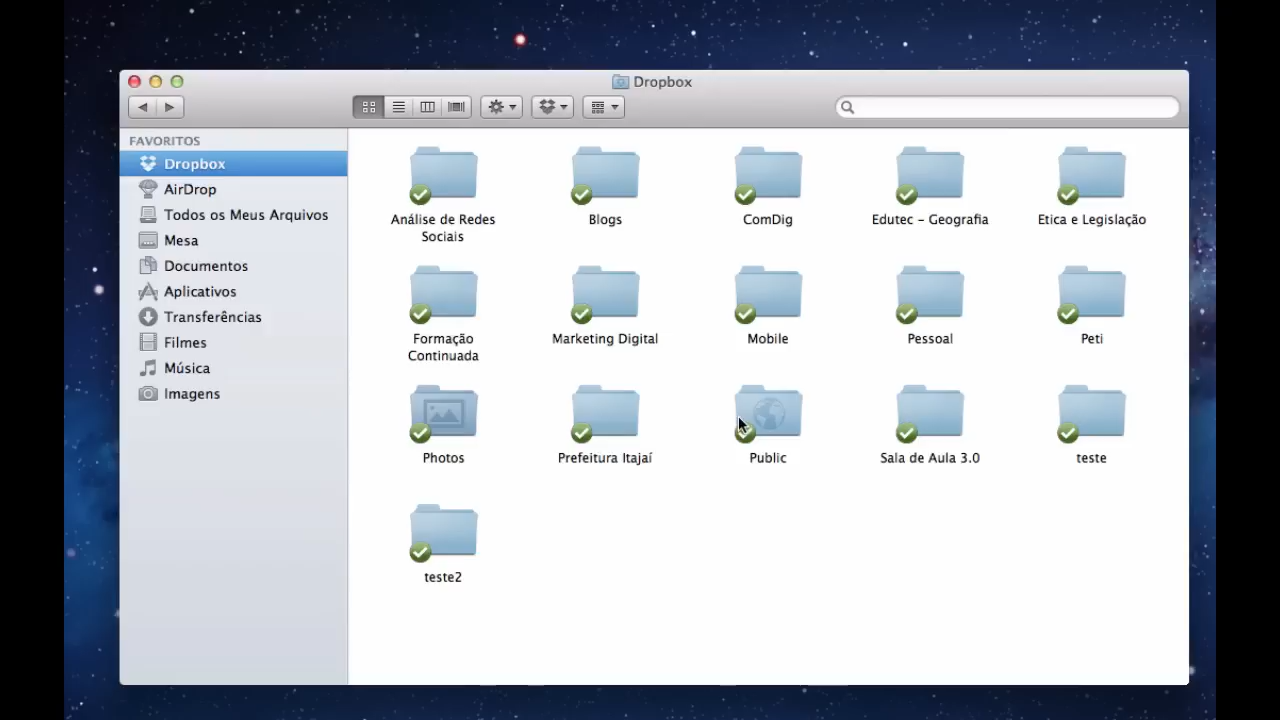 Dropbox
FAVORITOS
Dropbox
AirDrop
Todos os Meus Arquivos
Mesa
Documentos
Aplicativos
Transferências
Filmes
Música
Imagens
Análise de Redes
Sociais
Blogs
ComDig
Edutec - Geografia
Etica e Legislação
Formação
Continuada
Marketing Digital
Mobile
Pessoal
Peti
Photos
Prefeitura Itajaí
Public
Sala de Aula 3.0
teste
teste2